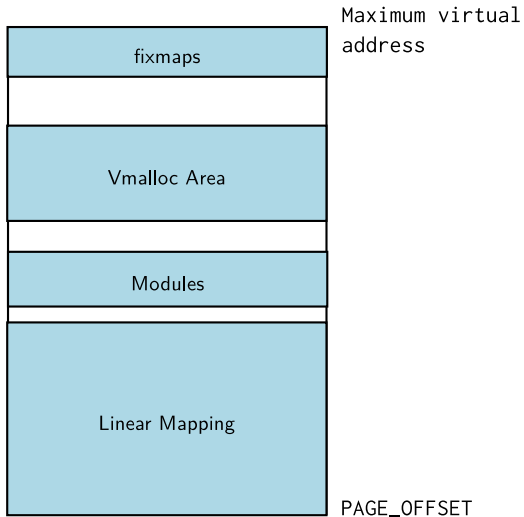 Maximum virtual
address
fixmaps
Vmalloc Area
Modules
Linear Mapping
PAGE_OFFSET